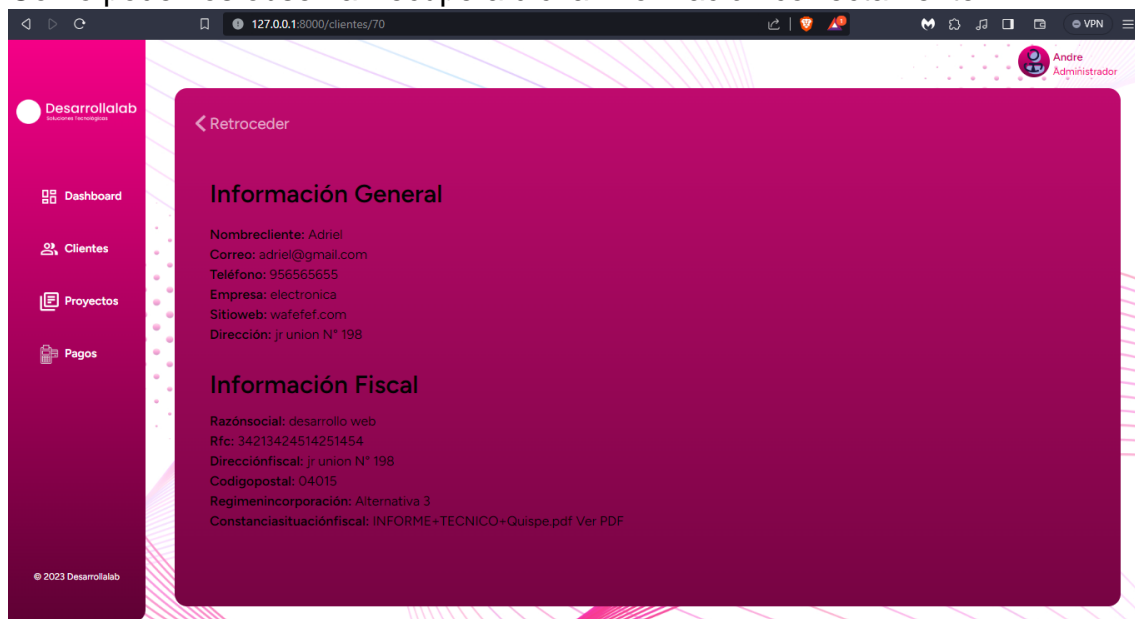 127.0.0.1:8000/clientes/70
VPN
Andre
Administrador
Desarrollalab
Soluciones Tecnológicas
Retroceder
Dashboard
Clientes
Proyectos
Pagos
Información General
Nombrecliente: Adriel
Correo: adriel@gmail.com
Teléfono: 956565655
Empresa: electronica
Sitioweb: wafefef.com
Dirección: jr union N° 198
Información Fiscal
Razónsocial: desarrollo web
Rfc: 34213424514251454
Direcciónfiscal: jr union N° 198
Codigopostal: 04015
Regimenincorporación: Alternativa 3
Constanciasituaciónfiscal: INFORME+TECNICO+Quispe.pdf Ver PDF
© 2023 Desarrollalab